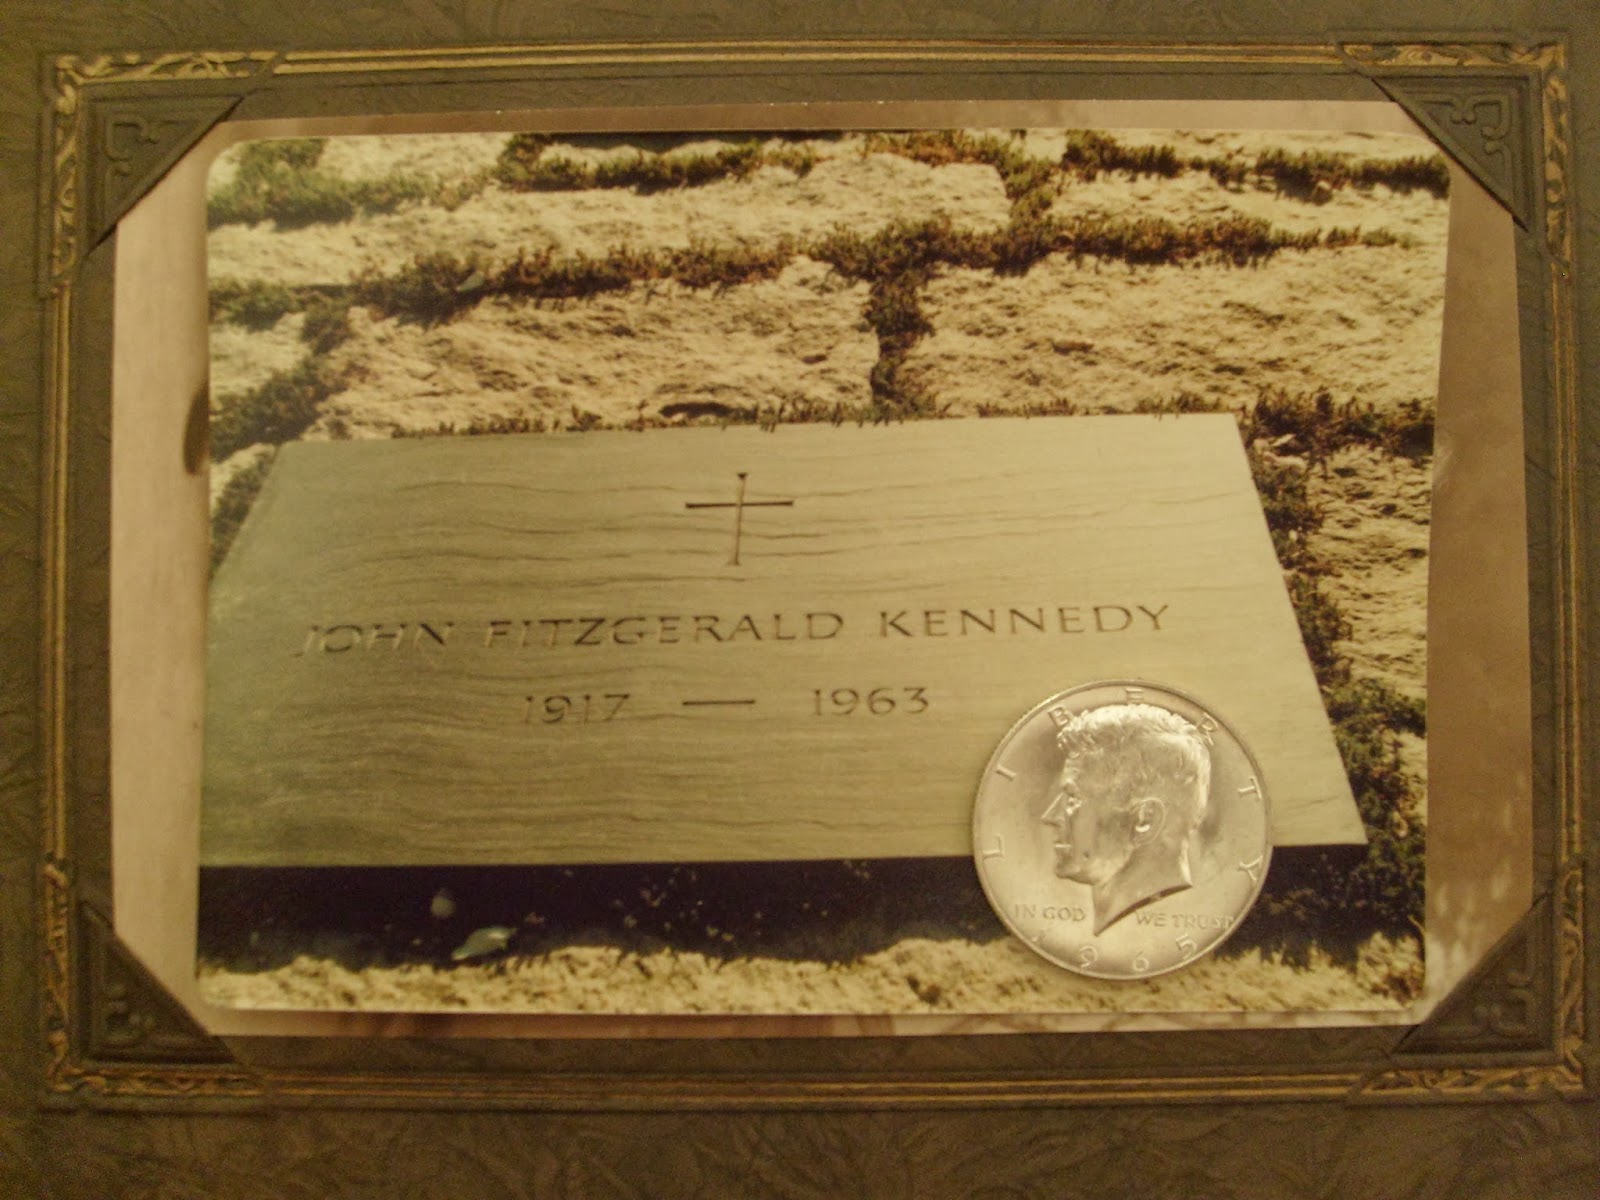 JOHN FITZGERALD KENNEDY
1917 — 1963
LIBERTY
IN GOD WE TRUST
1965